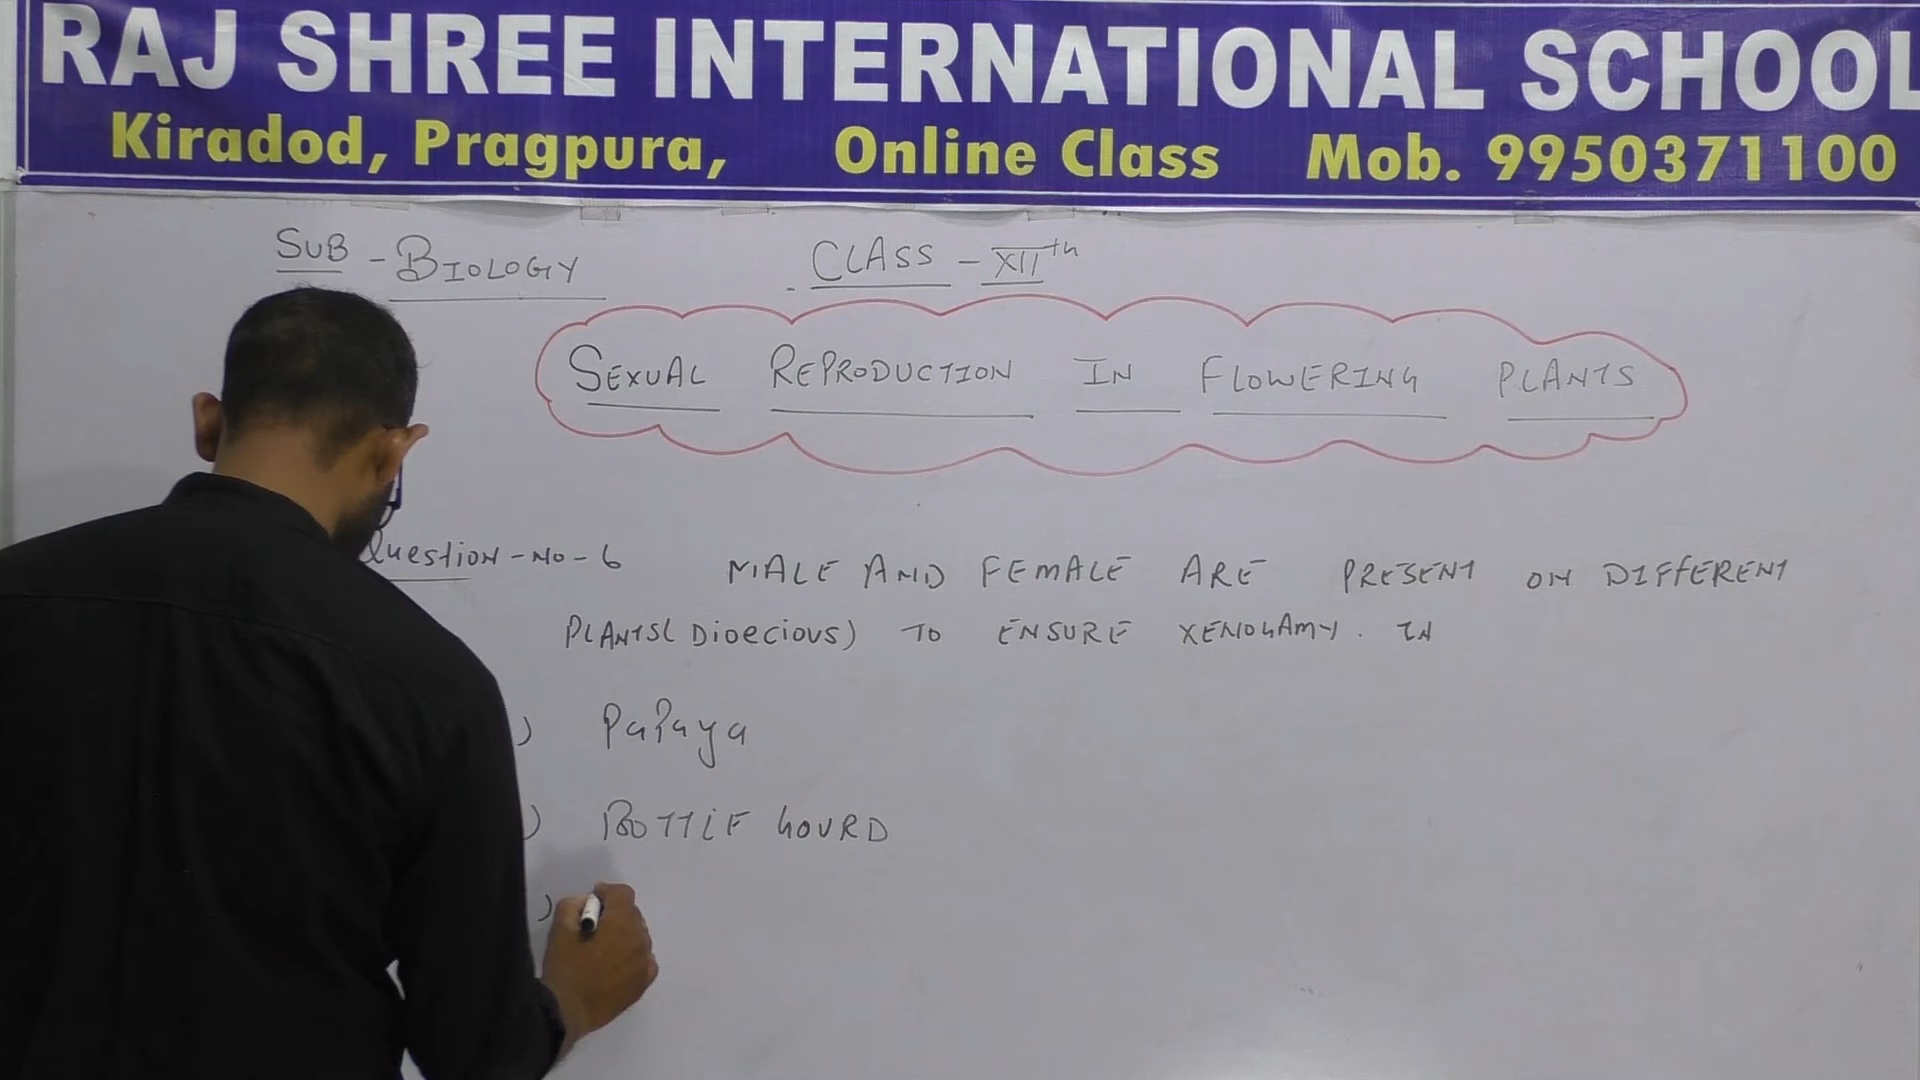 RAJ SHREE INTERNATIONAL SCHOOL
Kiradod, Pragpura, Online Class Mob. 9950371100
SUB - BIOLOGY CLASS - XIIth
SEXUAL REPRODUCTION IN FLOWERING PLANTS
Question-No-6 MALE AND FEMALE ARE PRESENT ON DIFFERENT
PLANTS( Dioecious) TO ENSURE XENOGAMY. IN
) Papaya
) BOTTLE GOURD
)